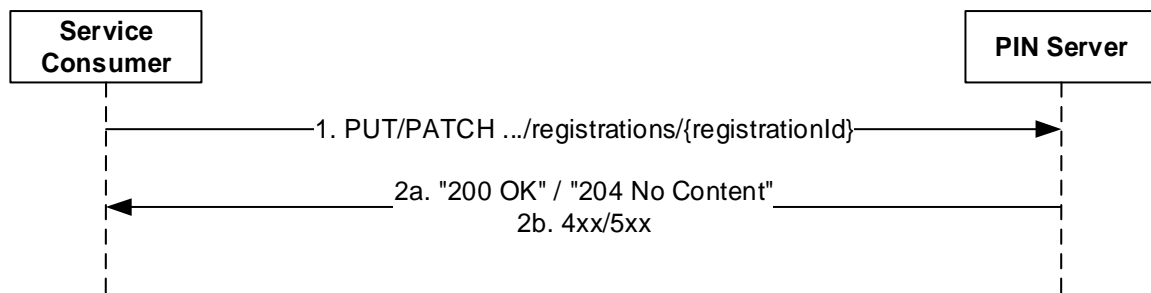 Service
Consumer
PIN Server
1. PUT/PATCH .../registrations/{registrationId}
2a. "200 OK" / "204 No Content"
2b. 4xx/5xx